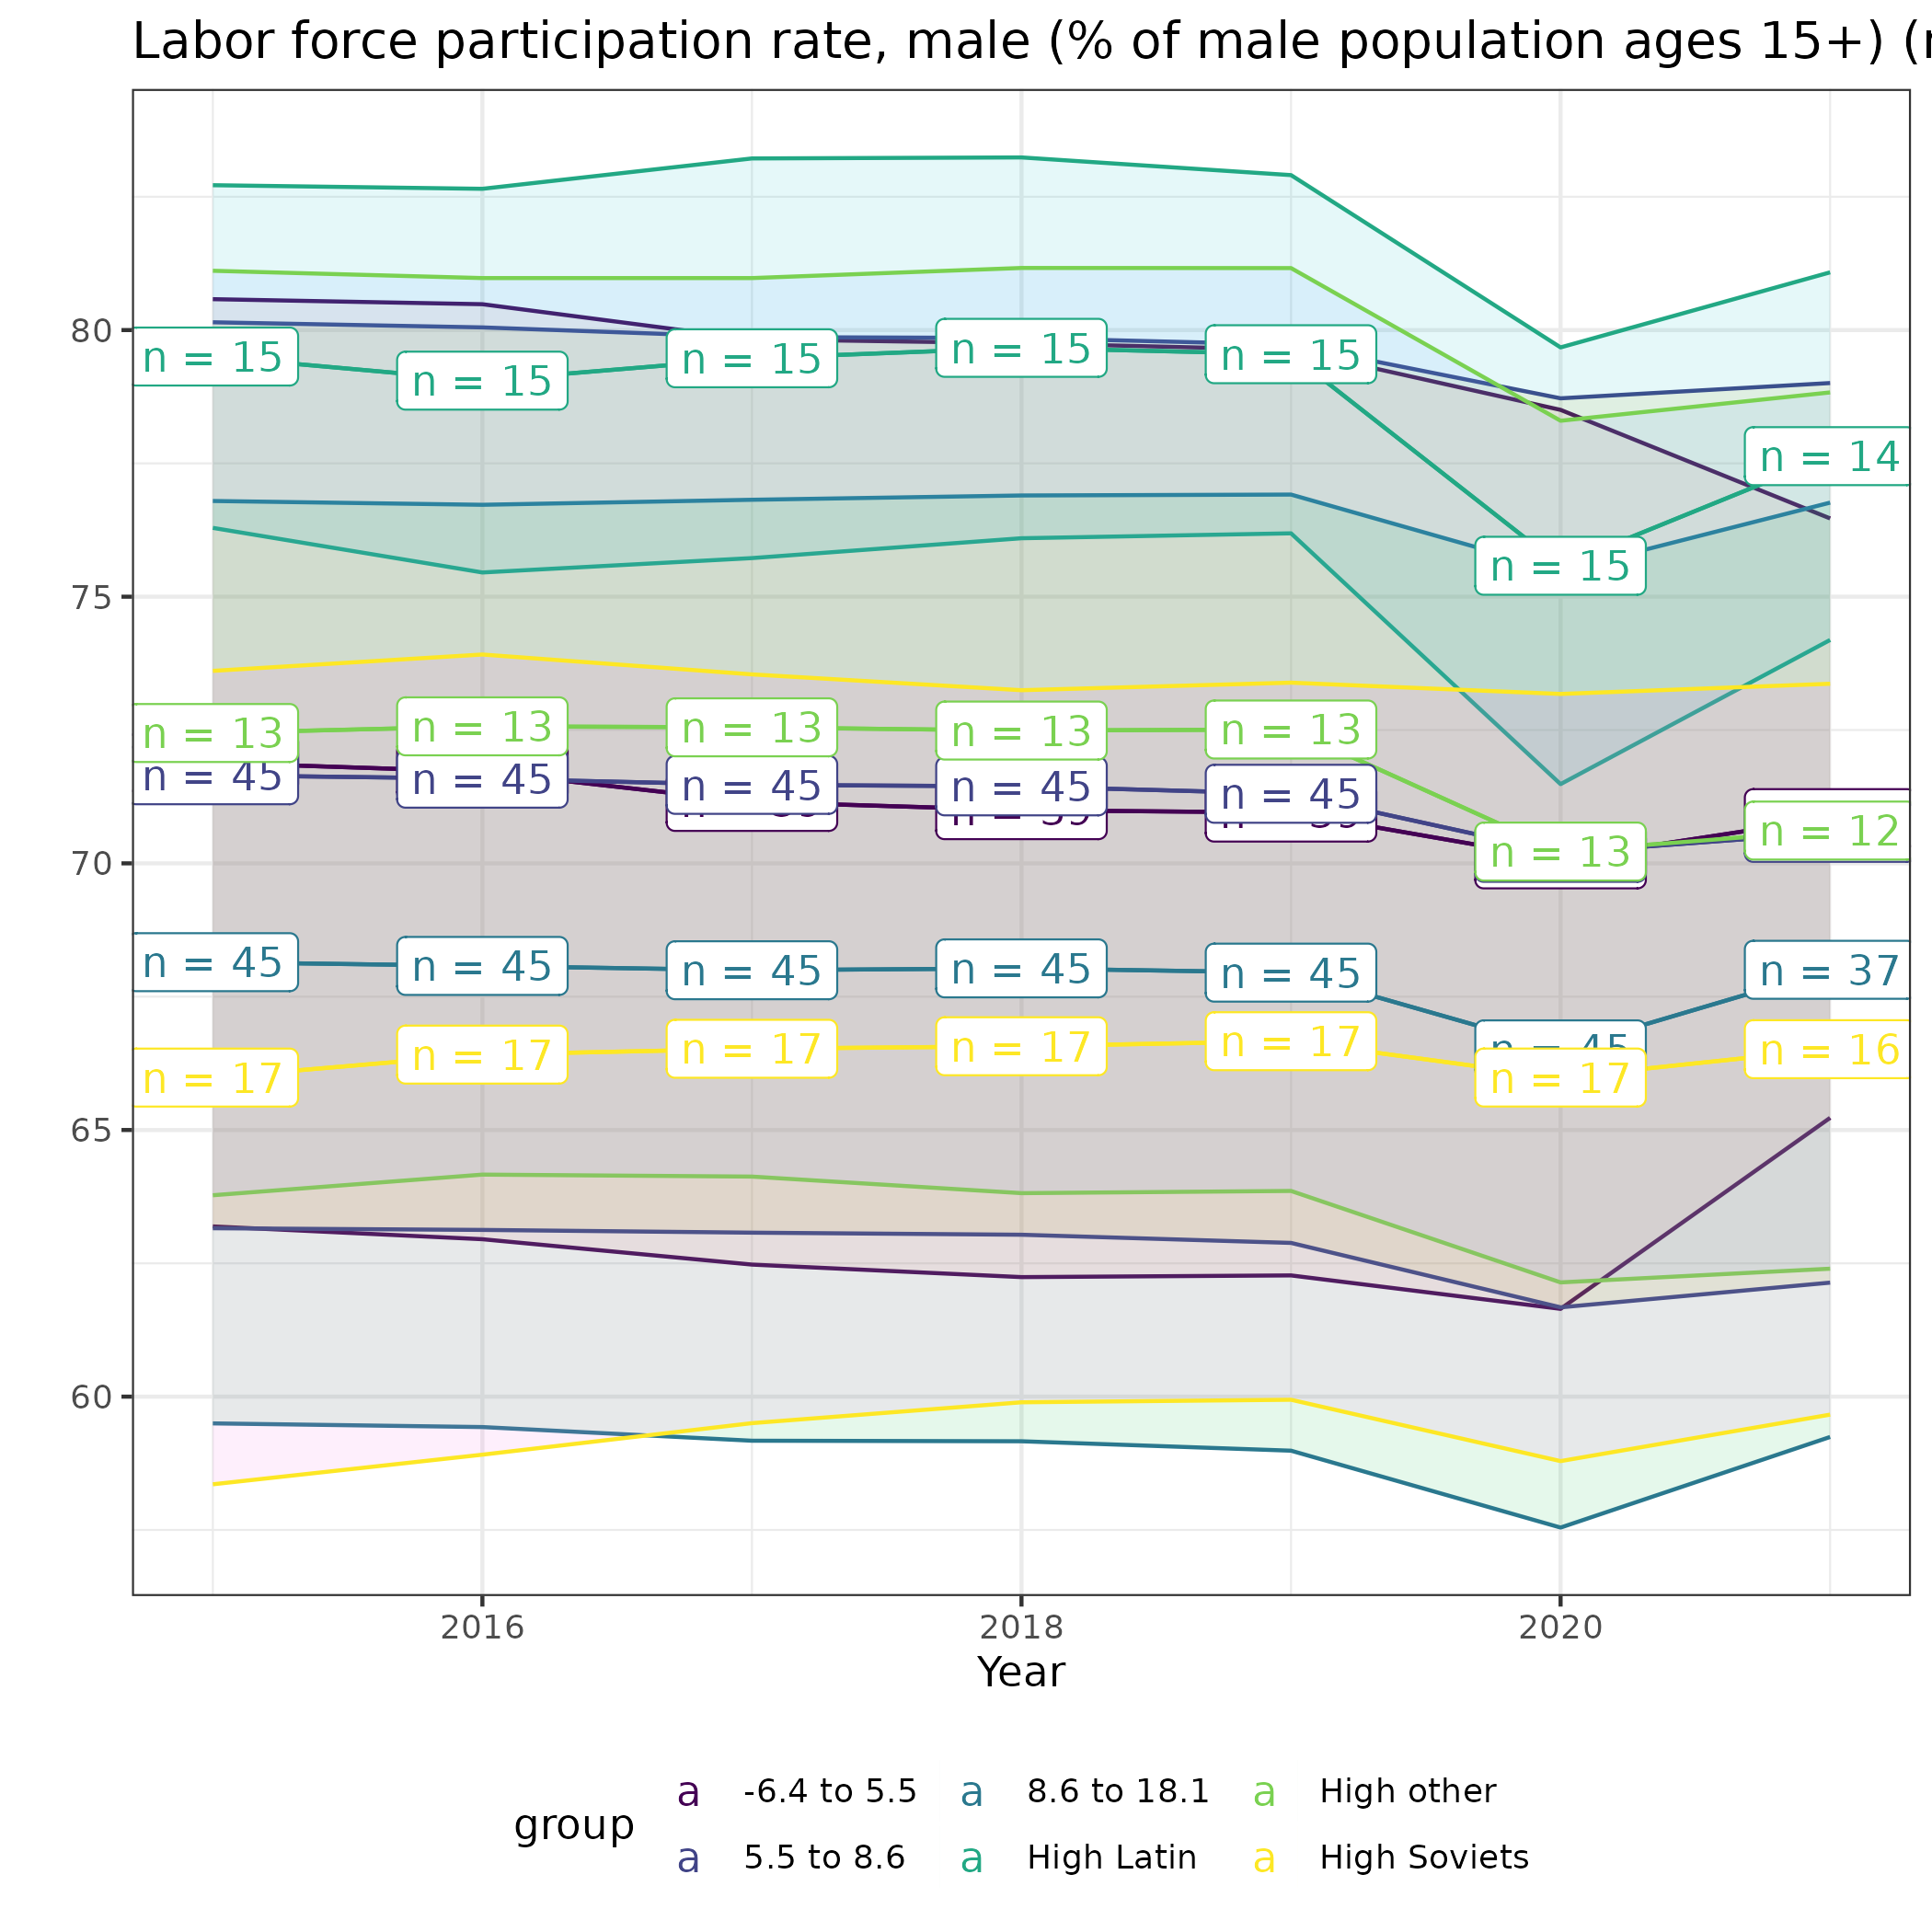 Labor force participation rate, male (% of male population ages 15+)
80
75
70
65
60
n = 15
n = 15
n = 15
n = 15
n = 15
n = 15
n = 14
n = 13
n = 13
n = 13
n = 13
n = 13
n = 13
n = 12
n = 45
n = 45
n = 45
n = 45
n = 45
n = 45
n = 45
n = 45
n = 45
n = 45
n = 45
n = 37
n = 17
n = 17
n = 17
n = 17
n = 17
n = 17
n = 16
2016 2018 2020
Year
group
a -6.4 to 5.5 a 8.6 to 18.1 a High other
a 5.5 to 8.6 a High Latin a High Soviets